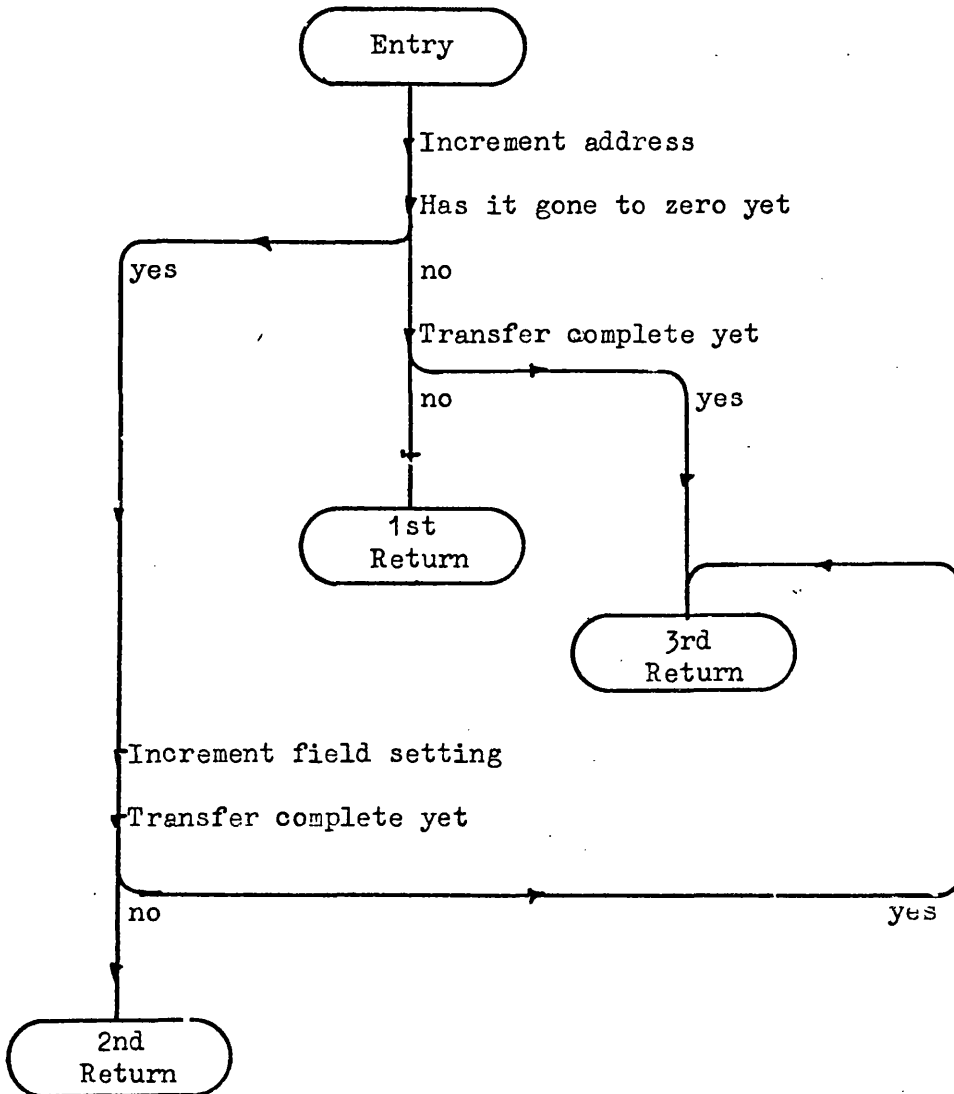 Entry
Increment address
Has it gone to zero yet
yes
no
Transfer complete yet
no
yes
1st
Return
3rd
Return
Increment field setting
Transfer complete yet
no
yes
2nd
Return